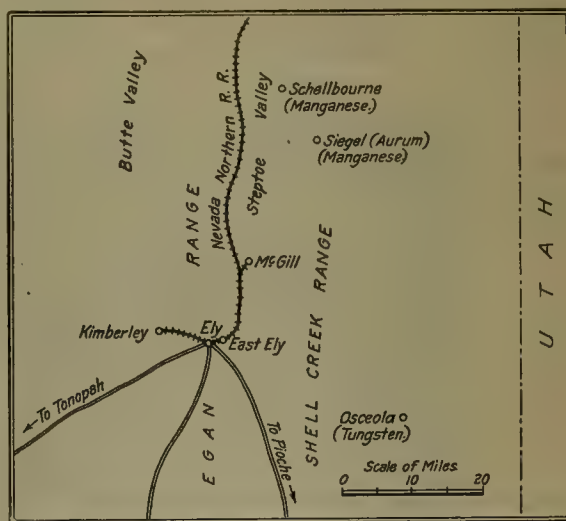 Butte Valley
RANGE
Nevada Northern R. R.
Steptoe Valley
Schellbourne
(Manganese.)
Siegel (Aurum)
(Manganese)
UTAH
McGill
Kimberley
Ely
East Ely
SHELL CREEK RANGE
To Tonopah
EGAN
To Pioche
Osceola
(Tungsten.)
Scale of Miles
0 10 20